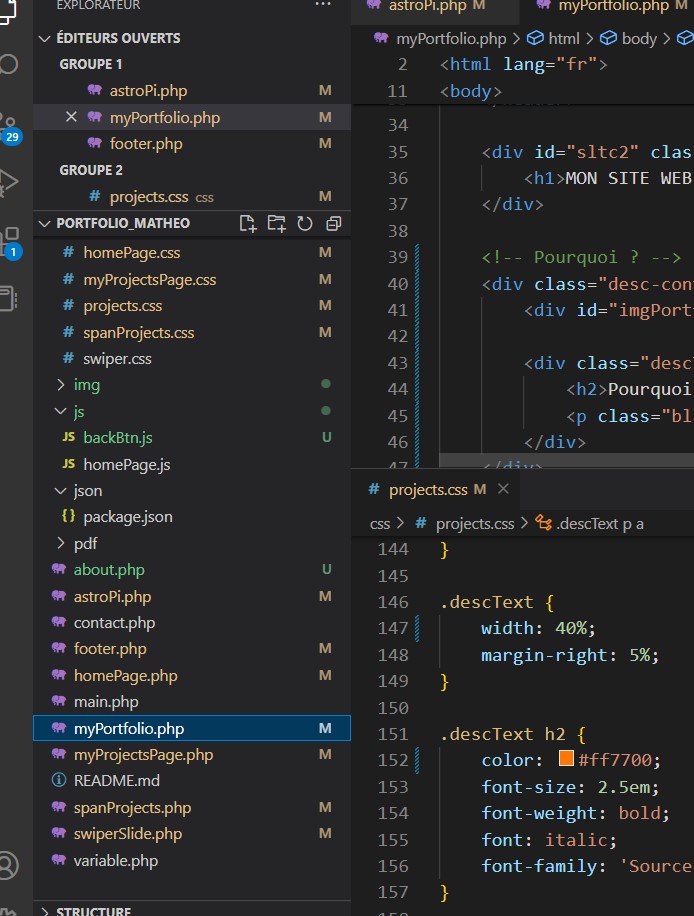 EXPLORATEUR ...
ÉDITEURS OUVERTS
GROUPE 1
astroPi.php M
myPortfolio.php M
footer.php M
GROUPE 2
# projects.css css M
PORTFOLIO_MATHEO
# homePage.css M
# myProjectsPage.css M
# projects.css M
# spanProjects.css M
# swiper.css
img
js
JS backBtn.js U
JS homePage.js
json
{} package.json
pdf
about.php U
astroPi.php M
contact.php
footer.php M
homePage.php M
main.php
myPortfolio.php M
myProjectsPage.php M
README.md
spanProjects.php M
swiperSlide.php M
variable.php
STRUCTURE
29
1
astroPi.php M myPortfolio.php M
myPortfolio.php > html > body >
2 <html lang="fr">
11 <body>
34
35 <div id="sltc2" clas
36 <h1>MON SITE WEB
37 </div>
38
39 <!-- Pourquoi ? -->
40 <div class="desc-con
41 <div id="imgPort
42
43 <div class="desc
44 <h2>Pourquoi
45 <p class="bl
46 </div>
47 </div>
# projects.css M ×
css > # projects.css > .descText p a
144 }
145
146 .descText {
147 width: 40%;
148 margin-right: 5%;
149 }
150
151 .descText h2 {
152 color: #ff7700;
153 font-size: 2.5em;
154 font-weight: bold;
155 font: italic;
156 font-family: 'Source
157 }